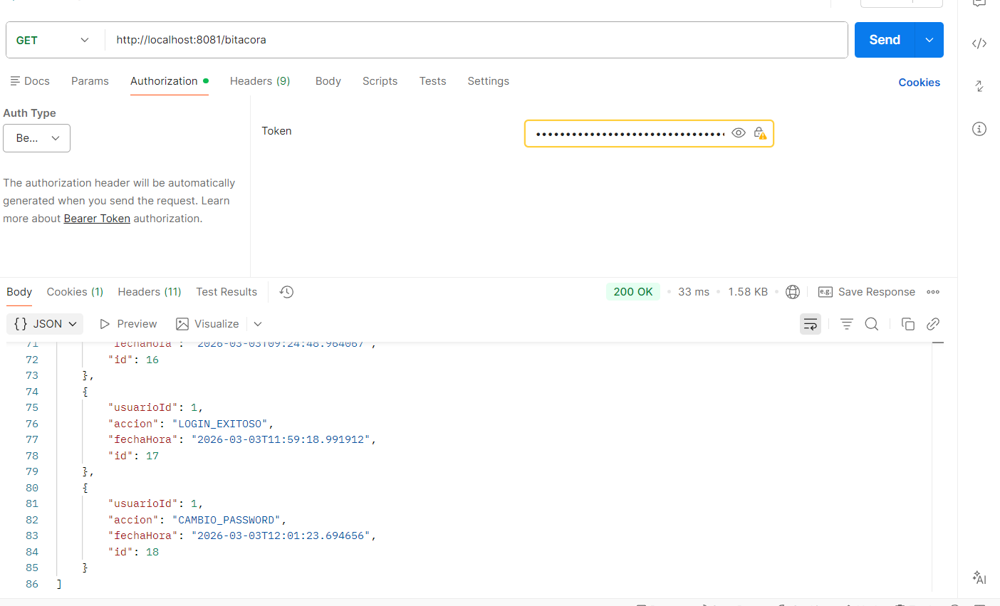 GET http://localhost:8081/bitacora Send
Docs Params Authorization Headers (9) Body Scripts Tests Settings Cookies
Auth Type
Be...
The authorization header will be automatically
generated when you send the request. Learn
more about Bearer Token authorization.
Token
Body Cookies (1) Headers (11) Test Results 200 OK 33 ms 1.58 KB e.g. Save Response
{} JSON Preview Visualize
71 "fechaHora": "2026-03-03T09:24:48.964067",
72 "id": 16
73 },
74 {
75 "usuarioId": 1,
76 "accion": "LOGIN_EXITOSO",
77 "fechaHora": "2026-03-03T11:59:18.991912",
78 "id": 17
79 },
80 {
81 "usuarioId": 1,
82 "accion": "CAMBIO_PASSWORD",
83 "fechaHora": "2026-03-03T12:01:23.694656",
84 "id": 18
85 }
86 ]
AI